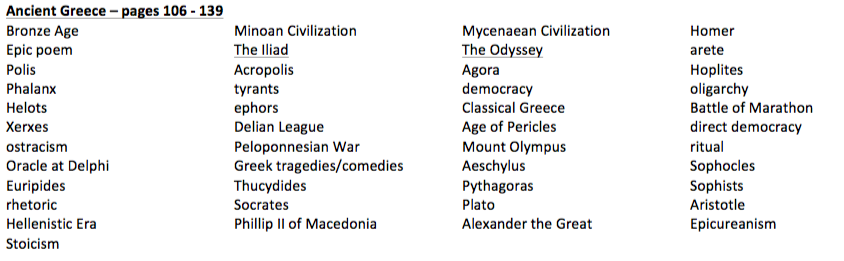 Ancient Greece – pages 106 - 139
Bronze Age Minoan Civilization Mycenaean Civilization Homer
Epic poem The Iliad The Odyssey arete
Polis Acropolis Agora Hoplites
Phalanx tyrants democracy oligarchy
Helots ephors Classical Greece Battle of Marathon
Xerxes Delian League Age of Pericles direct democracy
ostracism Peloponnesian War Mount Olympus ritual
Oracle at Delphi Greek tragedies/comedies Aeschylus Sophocles
Euripides Thucydides Pythagoras Sophists
rhetoric Socrates Plato Aristotle
Hellenistic Era Phillip II of Macedonia Alexander the Great Epicureanism
Stoicism